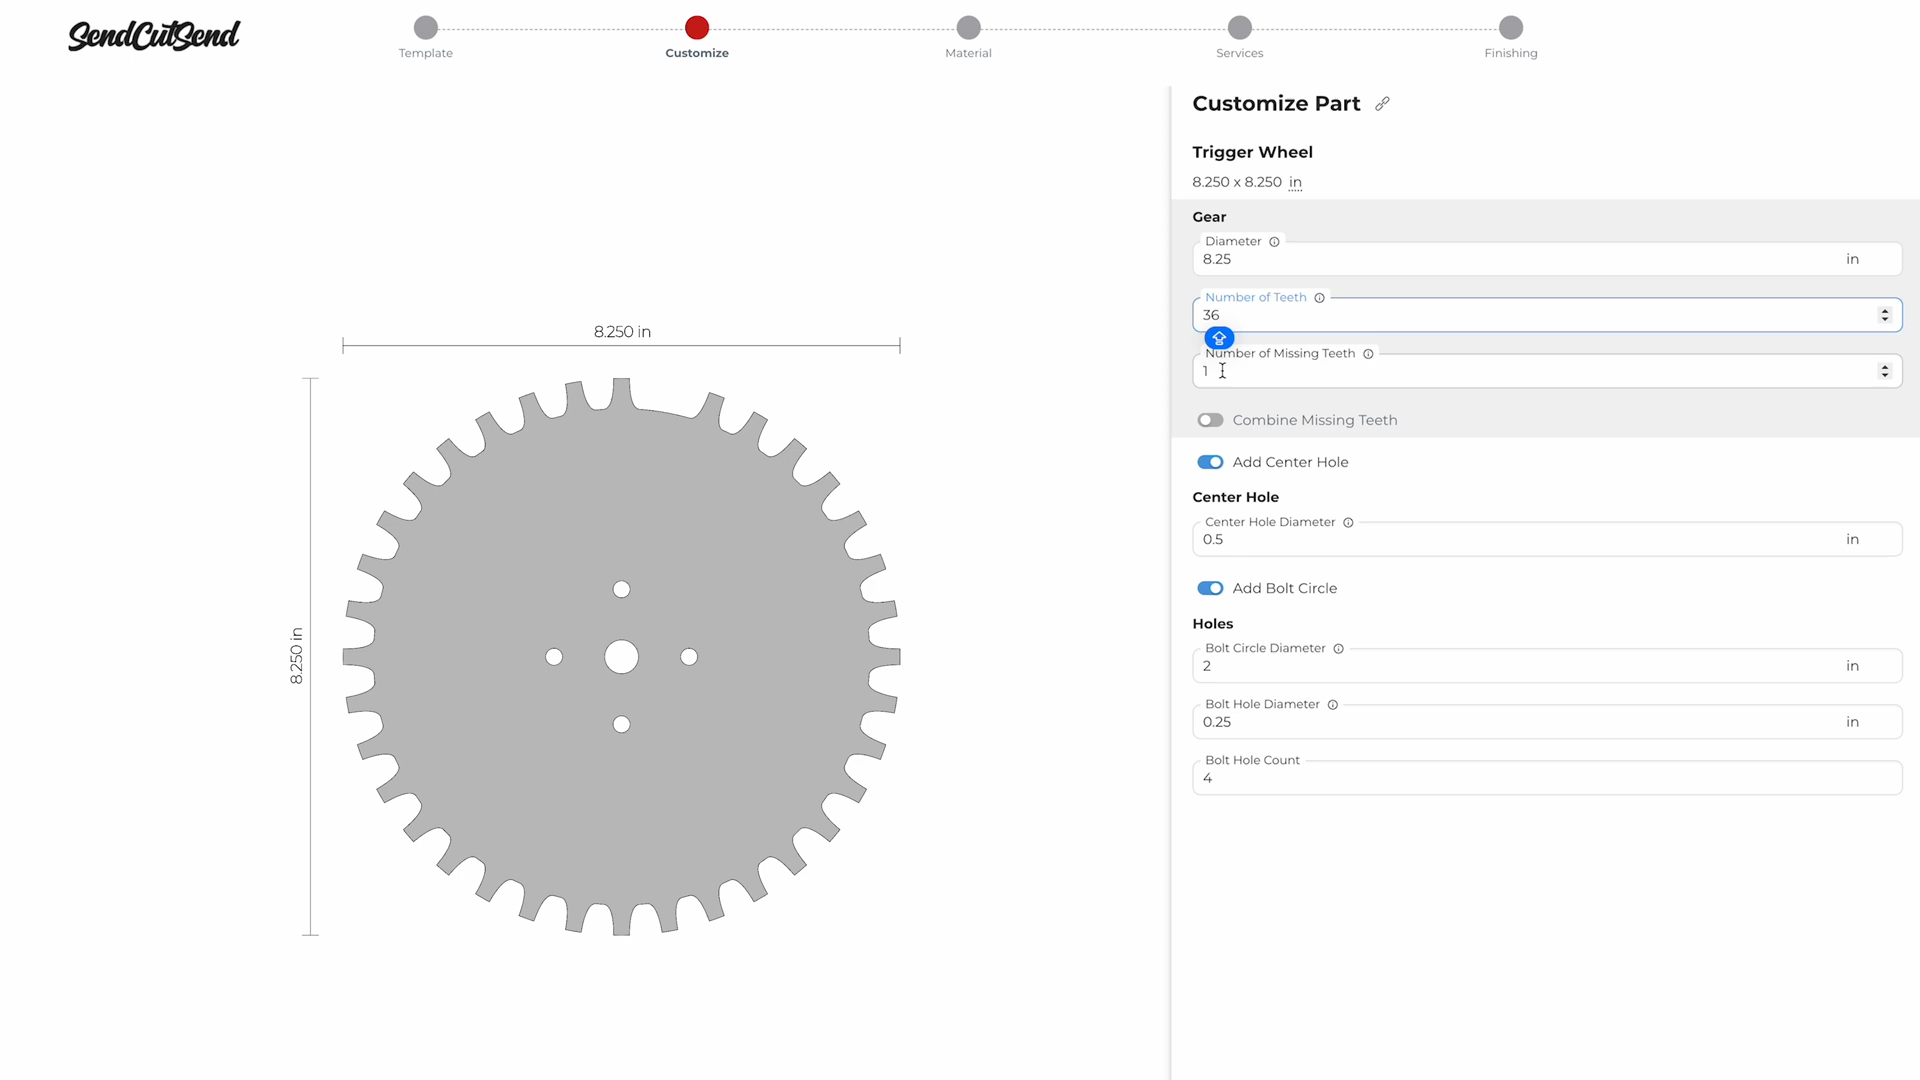 SendCutSend
Template
Customize
Material
Services
Finishing
Customize Part
Trigger Wheel
8.250 x 8.250 in
Gear
Diameter
8.25 in
Number of Teeth
36
Number of Missing Teeth
1
Combine Missing Teeth
Add Center Hole
Center Hole
Center Hole Diameter
0.5 in
Add Bolt Circle
Holes
Bolt Circle Diameter
2 in
Bolt Hole Diameter
0.25 in
Bolt Hole Count
4
8.250 in
8.250 in